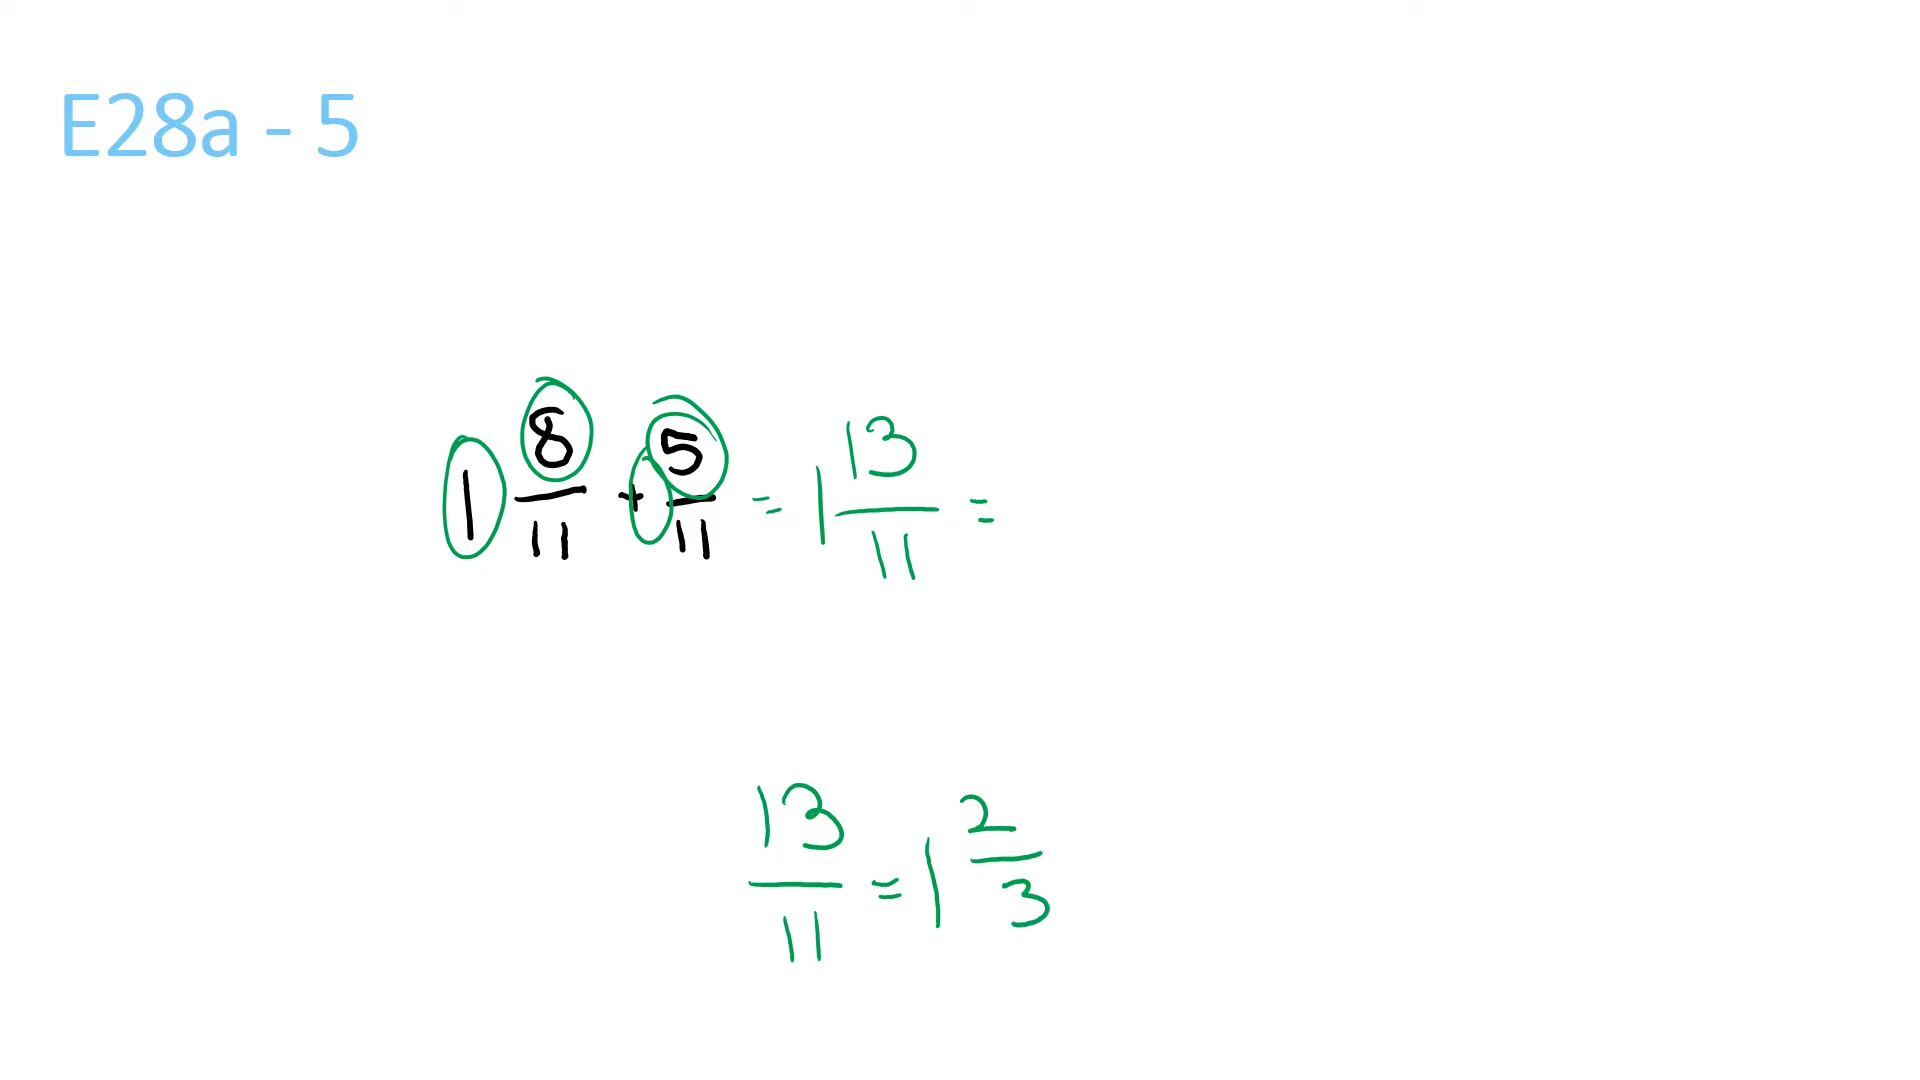 E28a - 5
1 8/11 + 5/11 = 1 13/11 =
13/11 = 1 2/3